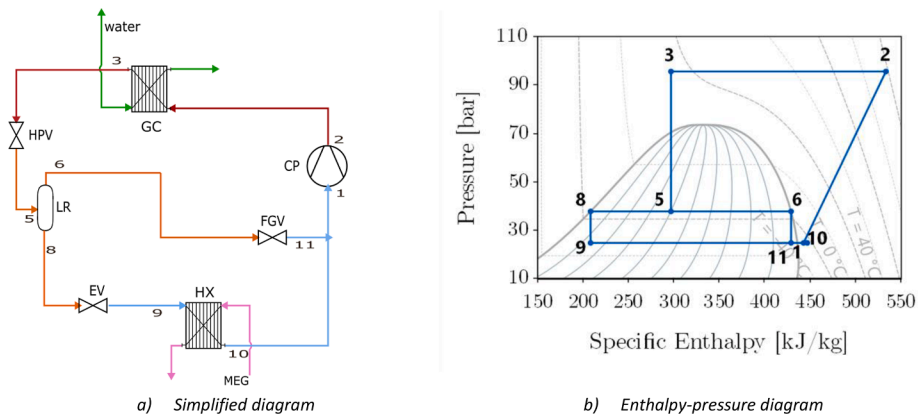 water
3
GC
HPV
2
6
CP
1
5
LR
FGV
11
8
EV
HX
9
10
MEG
a) Simplified diagram
110
90
70
50
30
10
Pressure [bar]
3
2
8
5
6
9
11
1
10
T = 40 °C
T = 0 °C
150 200 250 300 350 400 450 500 550
Specific Enthalpy [kJ/kg]
b) Enthalpy-pressure diagram